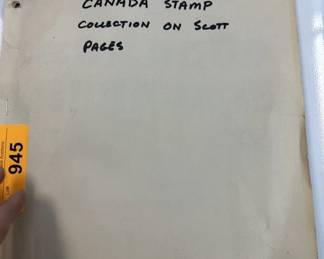 CANADA STAMP
COLLECTION ON SCOTT
PAGES
945